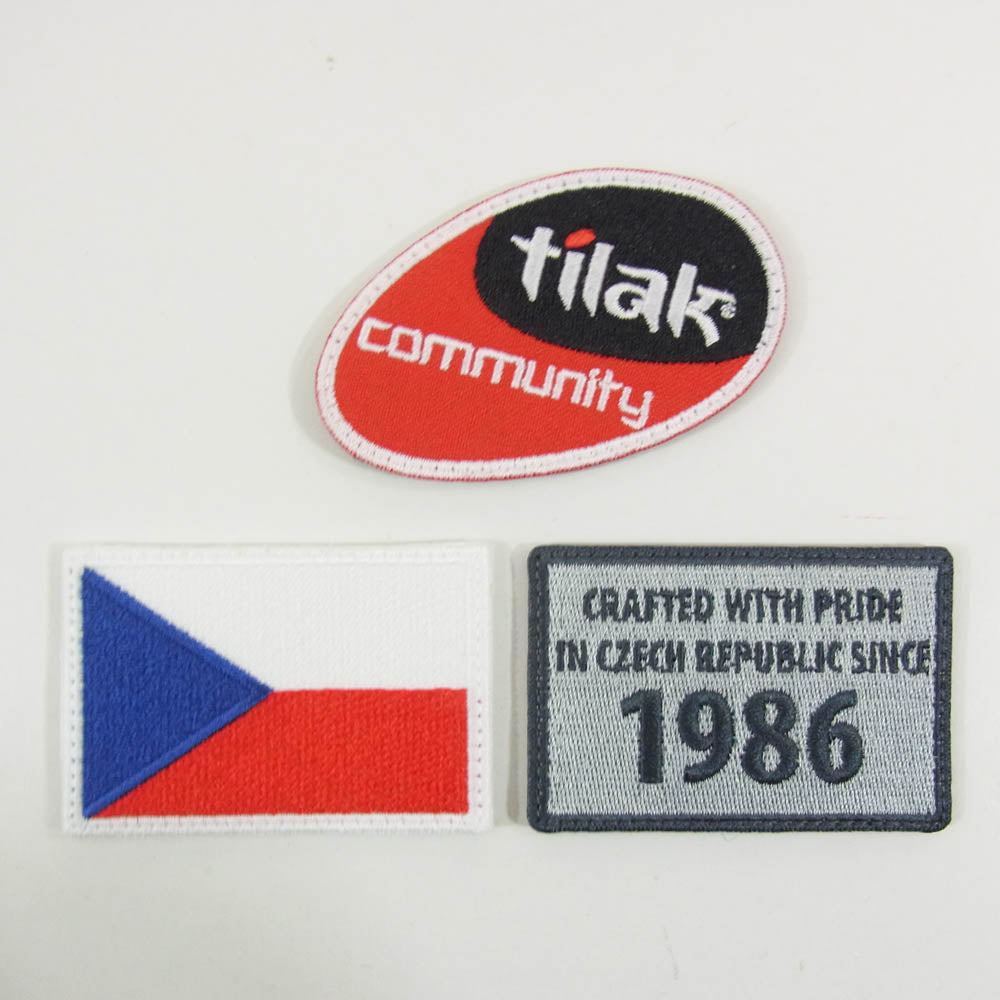 tilak®
community
CRAFTED WITH PRIDE
IN CZECH REPUBLIC SINCE
1986